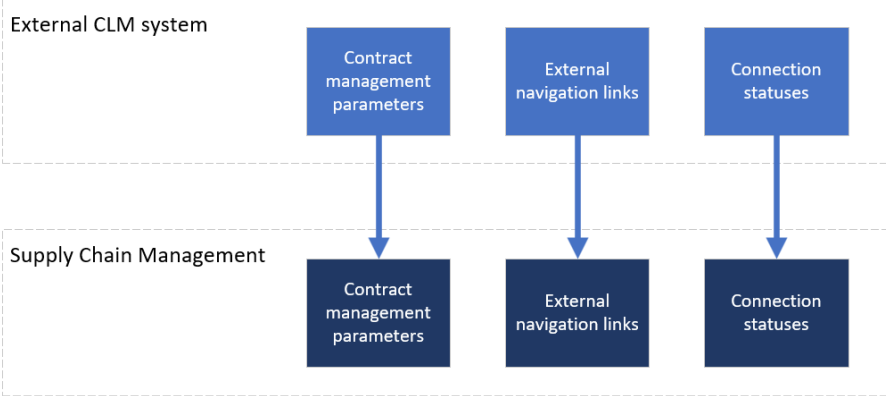 External CLM system
Contract
management
parameters
External
navigation links
Connection
statuses
Supply Chain Management
Contract
management
parameters
External
navigation links
Connection
statuses